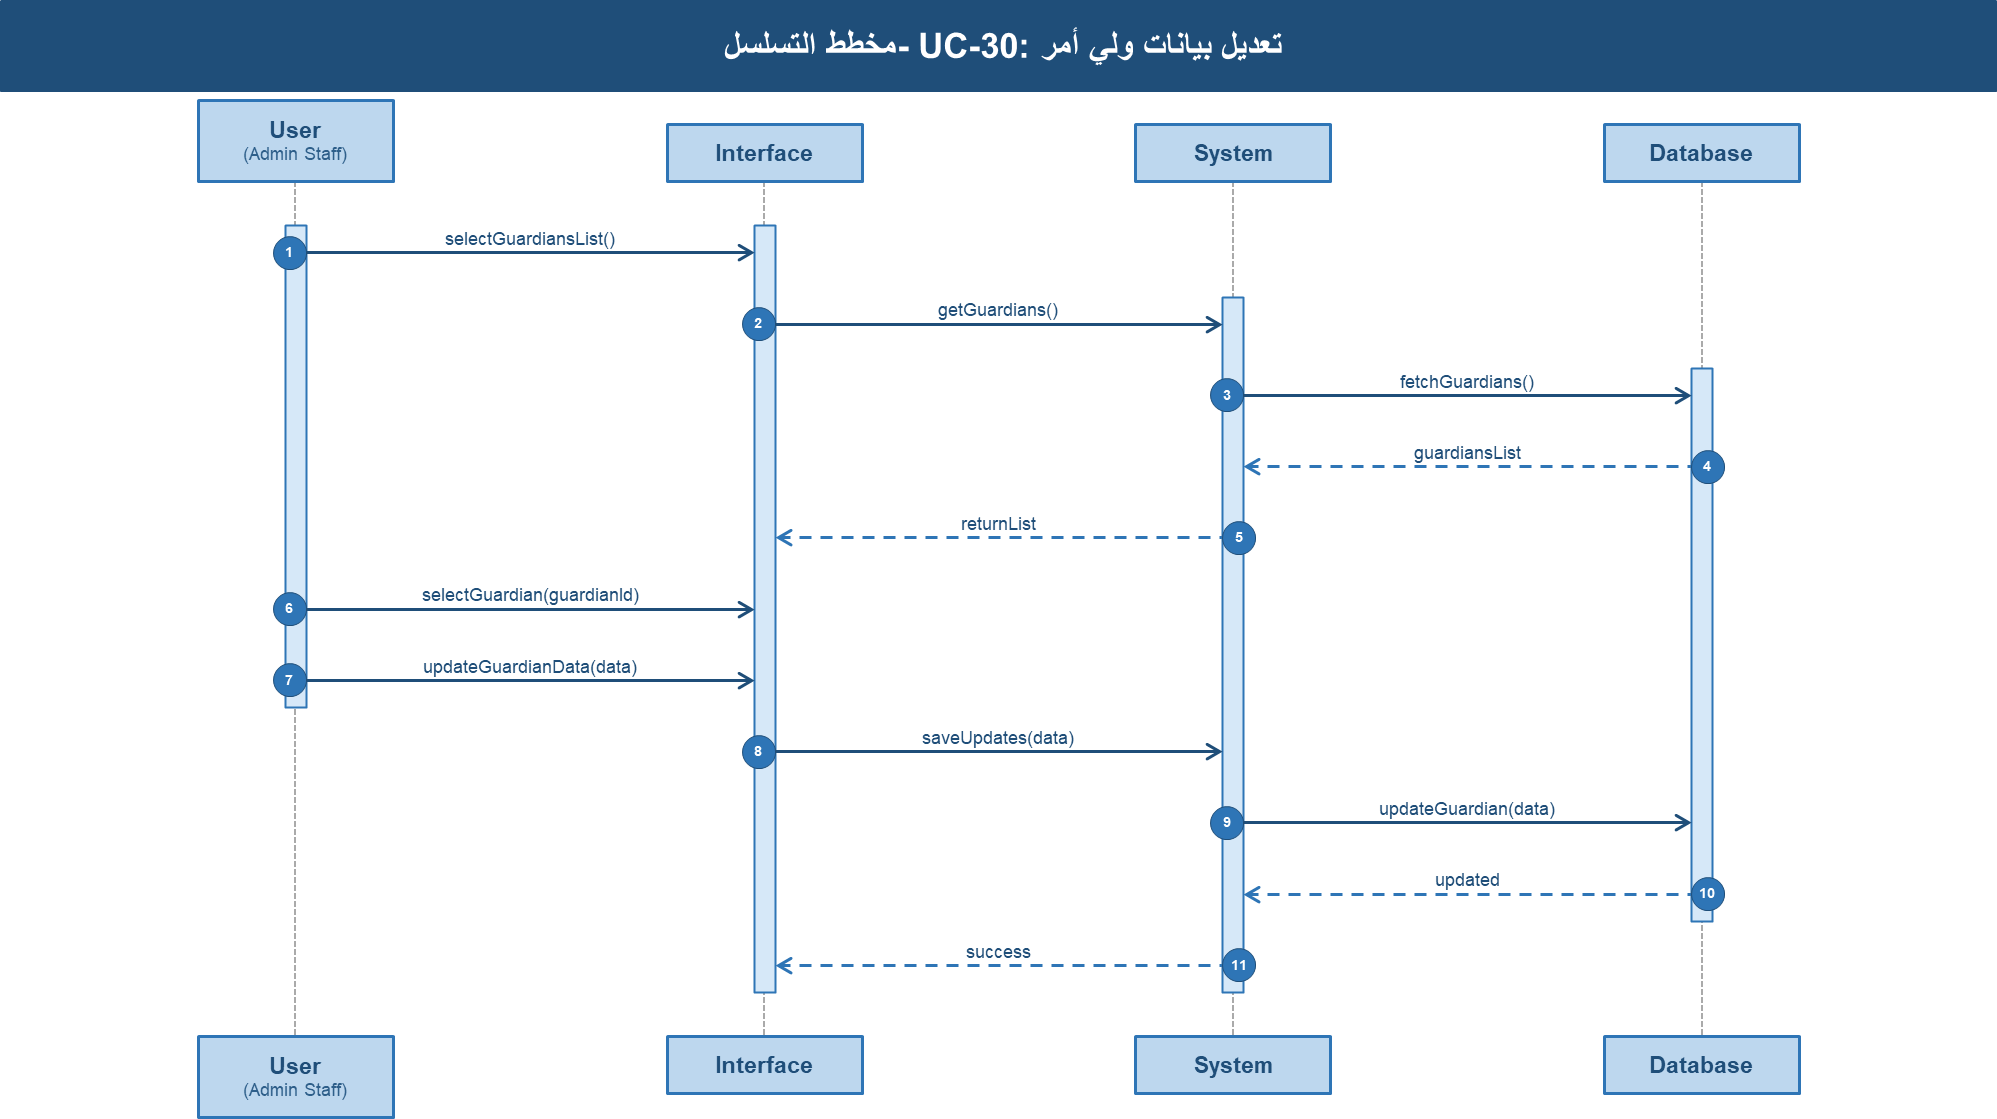 مخطط التسلسل- UC-30: تعديل بيانات ولي أمر
User
(Admin Staff)
Interface
System
Database
1
selectGuardiansList()
2
getGuardians()
3
fetchGuardians()
guardiansList
4
returnList
5
6
selectGuardian(guardianId)
7
updateGuardianData(data)
8
saveUpdates(data)
9
updateGuardian(data)
updated
10
success
11
User
(Admin Staff)
Interface
System
Database